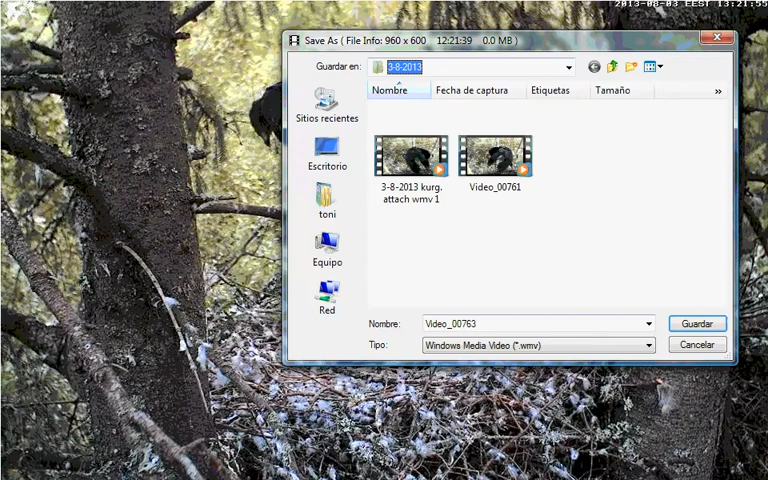 2013-08-03 EEST 13:21:55
Save As ( File Info: 960 x 600 12:21:39 0.0 MB )
Guardar en: 3-8-2013
Nombre Fecha de captura Etiquetas Tamaño »
Sitios recientes
Escritorio
toni
Equipo
Red
3-8-2013 kurg.
attach wmv 1
Video_00761
Nombre: Video_00763 Guardar
Tipo: Windows Media Video (*.wmv) Cancelar